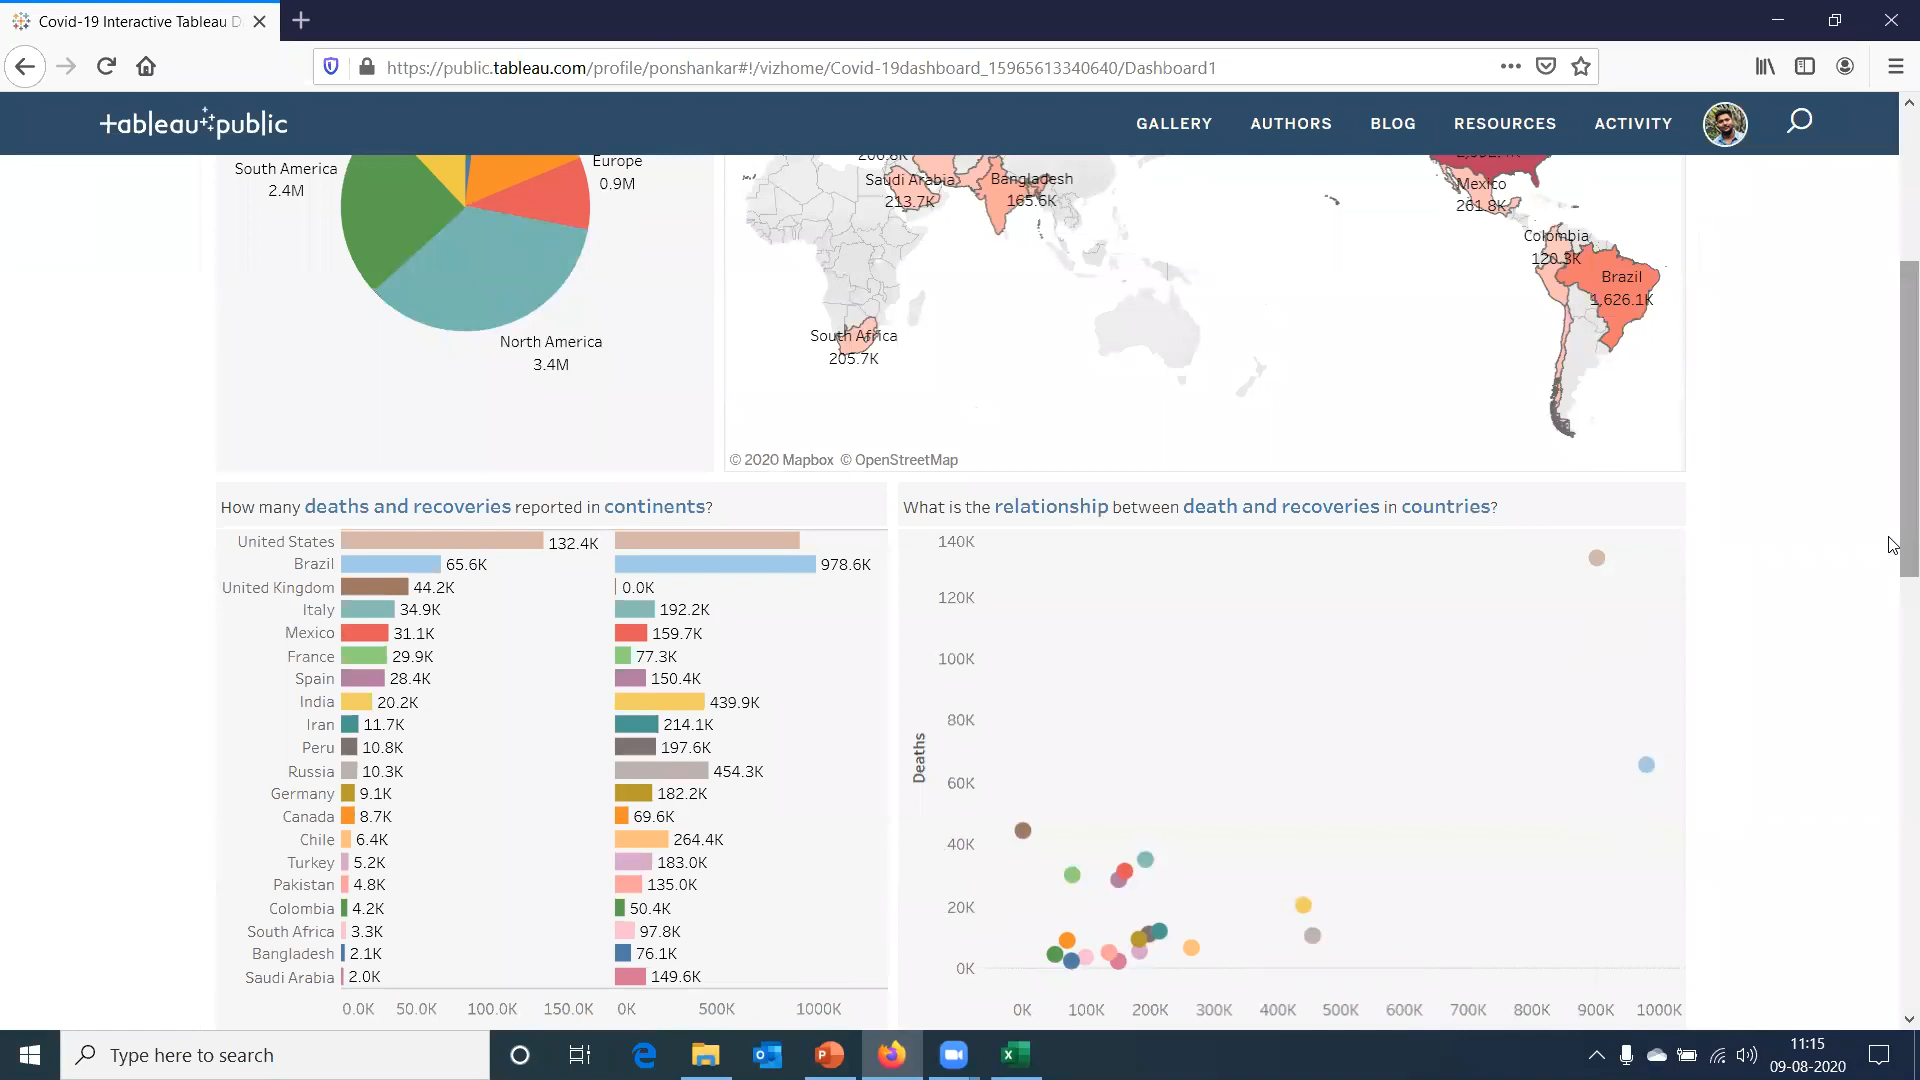 Covid-19 Interactive Tableau D
https://public.tableau.com/profile/ponshankar#!/vizhome/Covid-19dashboard_15965613340640/Dashboard1
+ableau public
GALLERY AUTHORS BLOG RESOURCES ACTIVITY
South America
2.4M
Europe
0.9M
North America
3.4M
Saudi Arabia
213.7K
Bangladesh
165.6K
South Africa
205.7K
Mexico
261.8K
Colombia
120.3K
Brazil
1,626.1K
© 2020 Mapbox © OpenStreetMap
How many deaths and recoveries reported in continents?
United States 132.4K
Brazil 65.6K 978.6K
United Kingdom 44.2K 0.0K
Italy 34.9K 192.2K
Mexico 31.1K 159.7K
France 29.9K 77.3K
Spain 28.4K 150.4K
India 20.2K 439.9K
Iran 11.7K 214.1K
Peru 10.8K 197.6K
Russia 10.3K 454.3K
Germany 9.1K 182.2K
Canada 8.7K 69.6K
Chile 6.4K 264.4K
Turkey 5.2K 183.0K
Pakistan 4.8K 135.0K
Colombia 4.2K 50.4K
South Africa 3.3K 97.8K
Bangladesh 2.1K 76.1K
Saudi Arabia 2.0K 149.6K
0.0K 50.0K 100.0K 150.0K 0K 500K 1000K
What is the relationship between death and recoveries in countries?
140K
120K
100K
80K
60K
40K
20K
0K
Deaths
0K 100K 200K 300K 400K 500K 600K 700K 800K 900K 1000K
Type here to search
11:15
09-08-2020